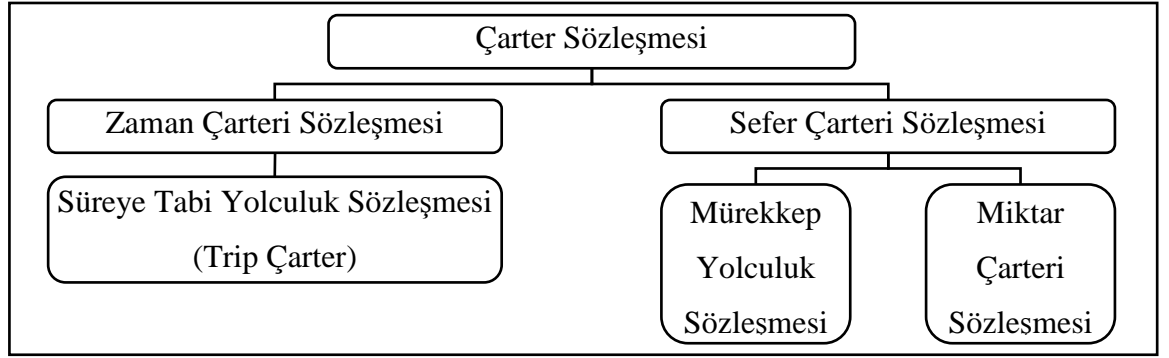 Çarter Sözleşmesi
Zaman Çarteri Sözleşmesi
Sefer Çarteri Sözleşmesi
Süreye Tabi Yolculuk Sözleşmesi
(Trip Çarter)
Mürekkep
Yolculuk
Sözleşmesi
Miktar
Çarteri
Sözleşmesi